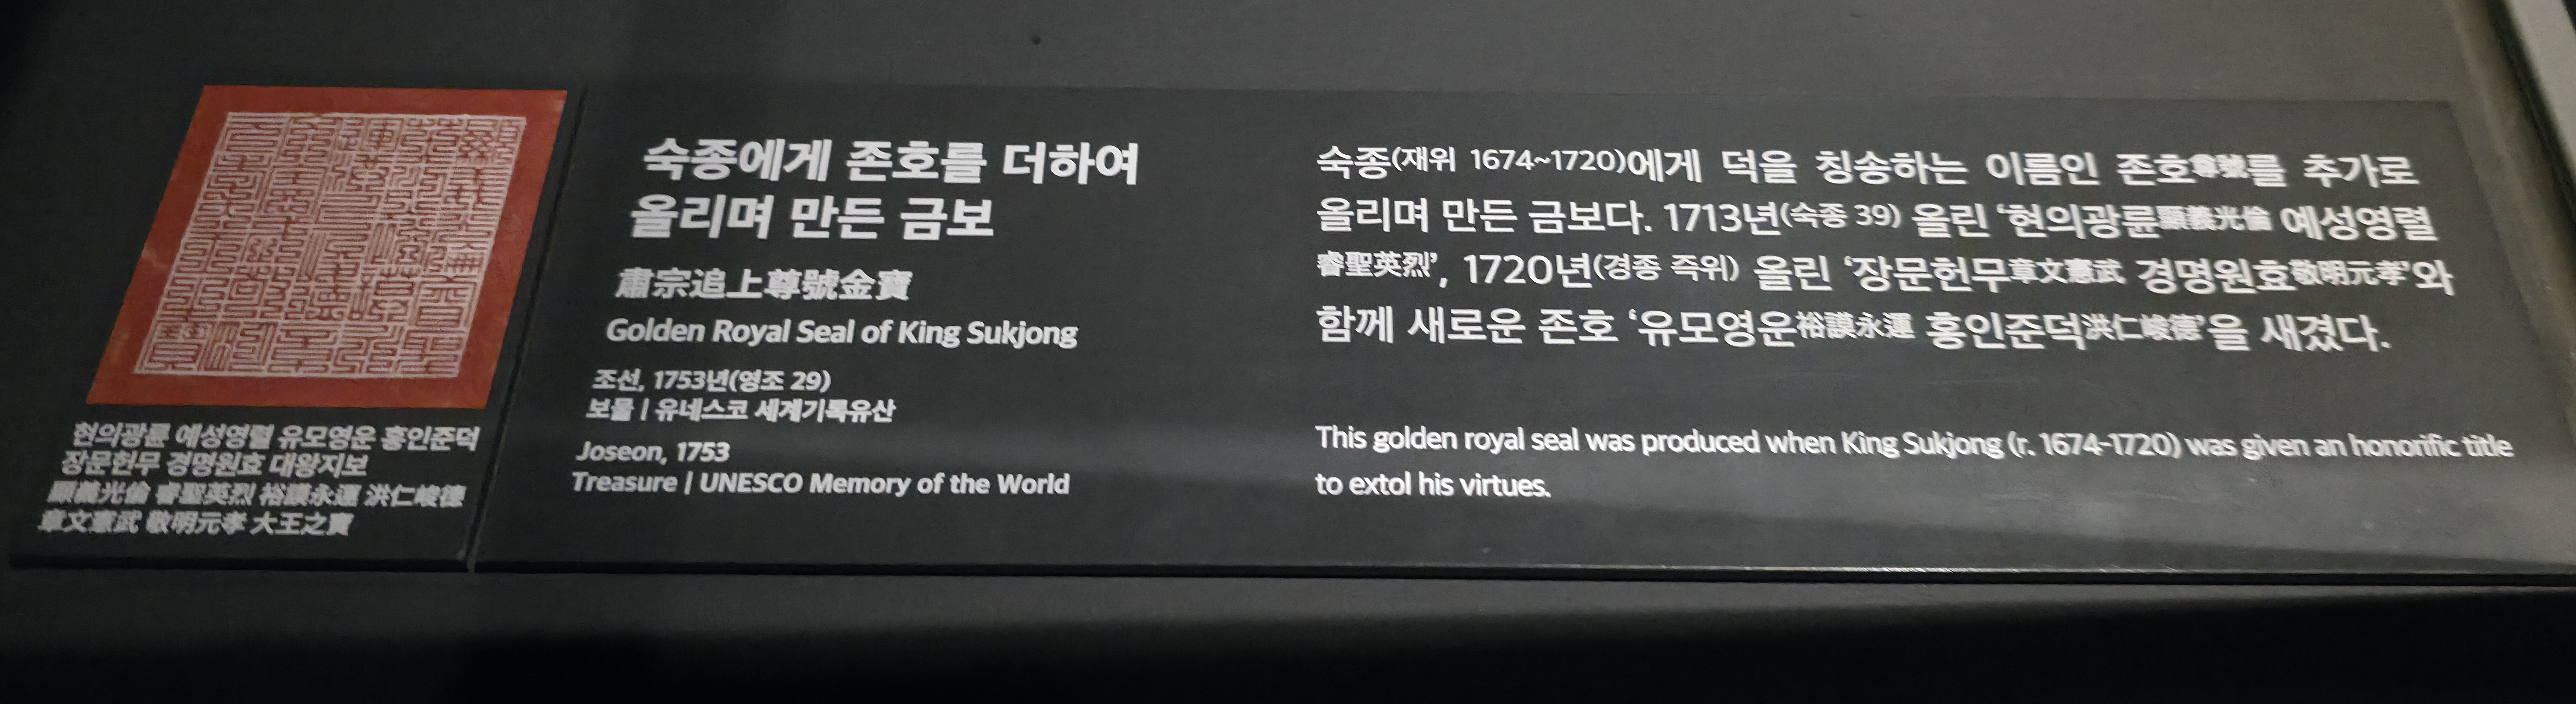 현의광륜 예성영렬 유모영운 홍인준덕
장문헌무 경명원효 대왕지보
顯義光倫 睿聖英烈 裕謨永運 洪仁峻德
章文憲武 敬明元孝 大王之寶
숙종에게 존호를 더하여
올리며 만든 금보
肅宗追上尊號金寶
Golden Royal Seal of King Sukjong
조선, 1753년(영조 29)
보물 | 유네스코 세계기록유산
Joseon, 1753
Treasure | UNESCO Memory of the World
숙종(재위 1674~1720)에게 덕을 칭송하는 이름인 존호尊號를 추가로
올리며 만든 금보다. 1713년(숙종 39) 올린 ‘현의광륜顯義光倫 예성영렬
睿聖英烈’, 1720년(경종 즉위) 올린 ‘장문헌무章文憲武 경명원효敬明元孝’와
함께 새로운 존호 ‘유모영운裕謨永運 홍인준덕洪仁峻德’을 새겼다.
This golden royal seal was produced when King Sukjong (r. 1674-1720) was given an honorific title
to extol his virtues.